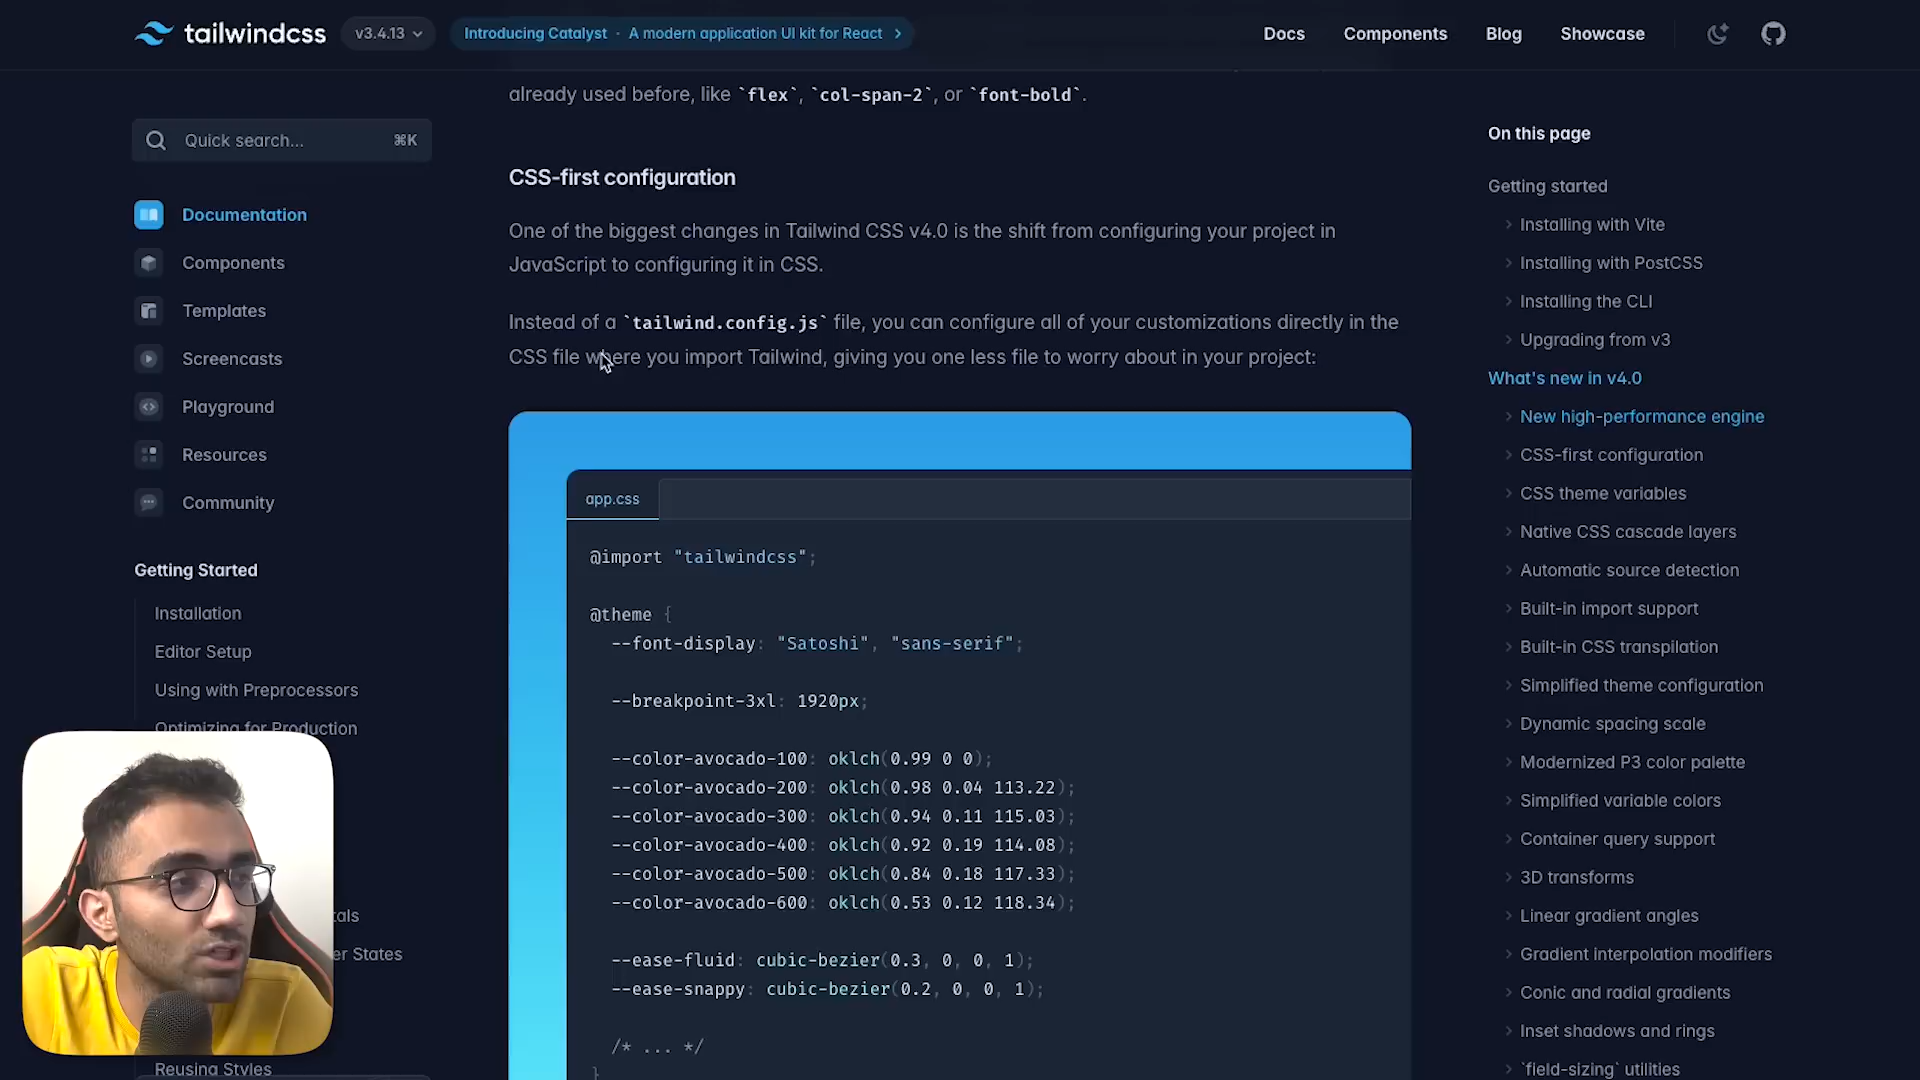 tailwindcss
v3.4.13
Introducing Catalyst · A modern application UI kit for React
Docs
Components
Blog
Showcase
Quick search...
⌘K
Documentation
Components
Templates
Screencasts
Playground
Resources
Community
Getting Started
Installation
Editor Setup
Using with Preprocessors
Optimizing for Production
tals
er States
Reusing Styles
already used before, like `flex`, `col-span-2`, or `font-bold`.
CSS-first configuration
One of the biggest changes in Tailwind CSS v4.0 is the shift from configuring your project in
JavaScript to configuring it in CSS.
Instead of a `tailwind.config.js` file, you can configure all of your customizations directly in the
CSS file where you import Tailwind, giving you one less file to worry about in your project:
app.css
@import "tailwindcss";
@theme {
--font-display: "Satoshi", "sans-serif";
--breakpoint-3xl: 1920px;
--color-avocado-100: oklch(0.99 0 0);
--color-avocado-200: oklch(0.98 0.04 113.22);
--color-avocado-300: oklch(0.94 0.11 115.03);
--color-avocado-400: oklch(0.92 0.19 114.08);
--color-avocado-500: oklch(0.84 0.18 117.33);
--color-avocado-600: oklch(0.53 0.12 118.34);
--ease-fluid: cubic-bezier(0.3, 0, 0, 1);
--ease-snappy: cubic-bezier(0.2, 0, 0, 1);
/* ... */
}
On this page
Getting started
Installing with Vite
Installing with PostCSS
Installing the CLI
Upgrading from v3
What's new in v4.0
New high-performance engine
CSS-first configuration
CSS theme variables
Native CSS cascade layers
Automatic source detection
Built-in import support
Built-in CSS transpilation
Simplified theme configuration
Dynamic spacing scale
Modernized P3 color palette
Simplified variable colors
Container query support
3D transforms
Linear gradient angles
Gradient interpolation modifiers
Conic and radial gradients
Inset shadows and rings
`field-sizing` utilities